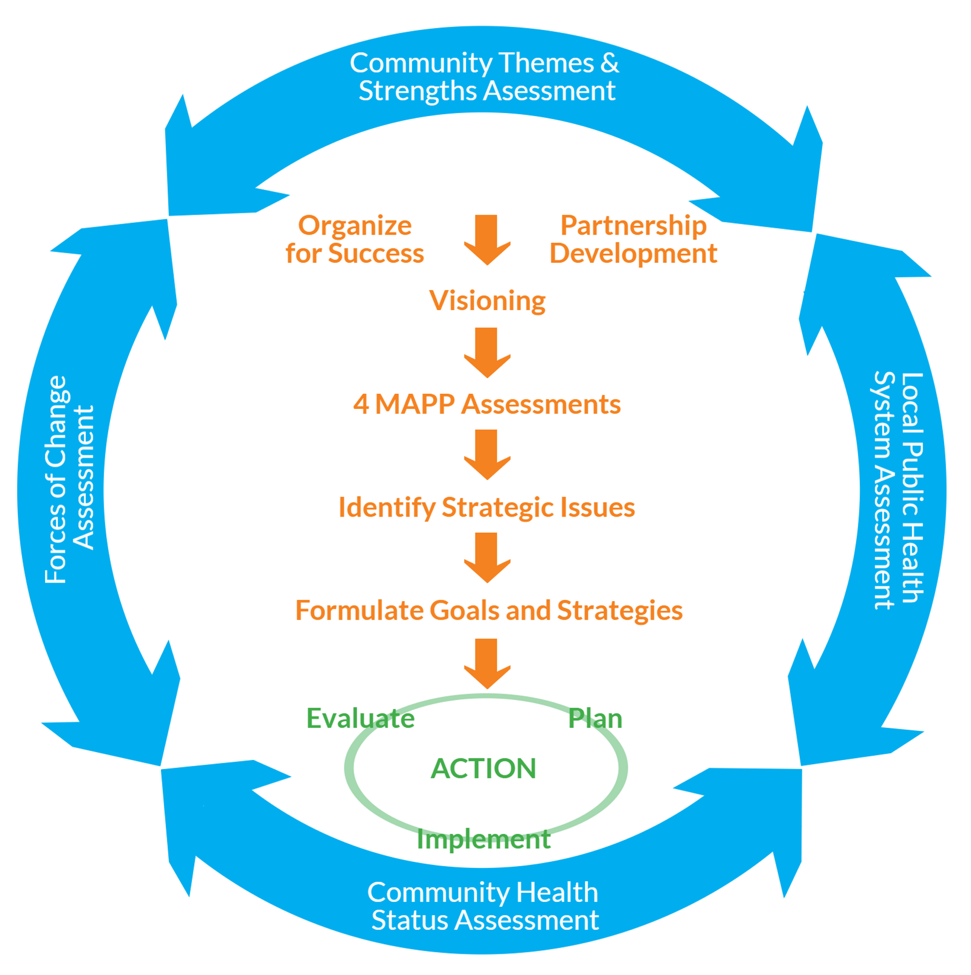 Community Themes &
Strengths Asessment
Organize
for Success
Partnership
Development
Visioning
4 MAPP Assessments
Identify Strategic Issues
Formulate Goals and Strategies
Forces of Change
Assessment
Local Public Health
System Assessment
Evaluate
Plan
ACTION
Implement
Community Health
Status Assessment